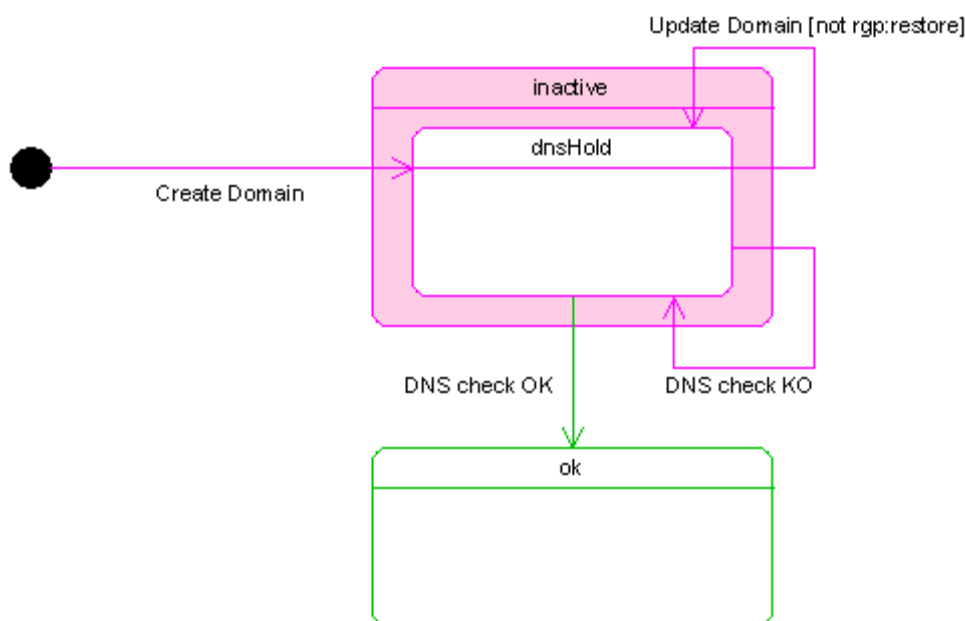 Update Domain [not rgp:restore]
inactive
dnsHold
Create Domain
DNS check OK
DNS check KO
ok